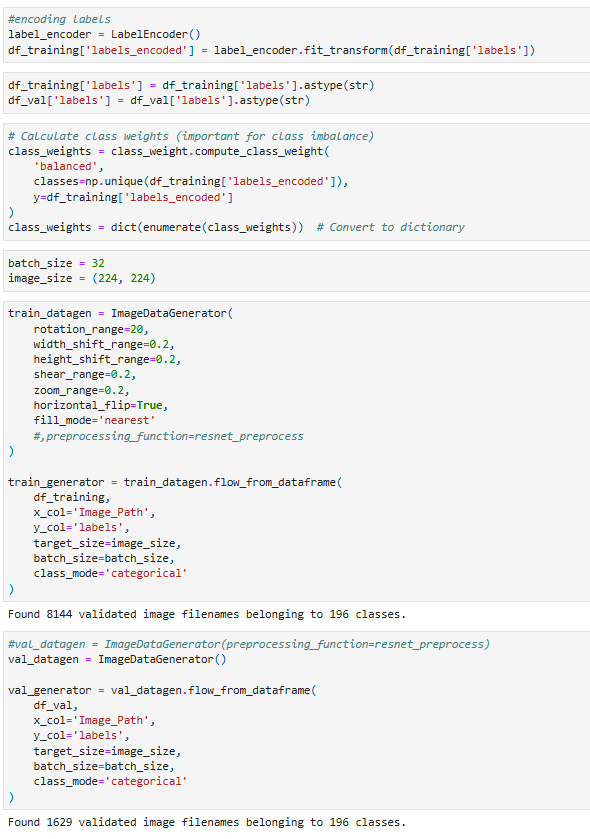 #encoding labels
label_encoder = LabelEncoder()
df_training['labels_encoded'] = label_encoder.fit_transform(df_training['labels'])
df_training['labels'] = df_training['labels'].astype(str)
df_val['labels'] = df_val['labels'].astype(str)
# Calculate class weights (important for class imbalance)
class_weights = class_weight.compute_class_weight(
    'balanced',
    classes=np.unique(df_training['labels_encoded']),
    y=df_training['labels_encoded']
)
class_weights = dict(enumerate(class_weights))  # Convert to dictionary
batch_size = 32
image_size = (224, 224)
train_datagen = ImageDataGenerator(
    rotation_range=20,
    width_shift_range=0.2,
    height_shift_range=0.2,
    shear_range=0.2,
    zoom_range=0.2,
    horizontal_flip=True,
    fill_mode='nearest'
    #,preprocessing_function=resnet_preprocess
)
train_generator = train_datagen.flow_from_dataframe(
    df_training,
    x_col='Image_Path',
    y_col='labels',
    target_size=image_size,
    batch_size=batch_size,
    class_mode='categorical'
)
Found 8144 validated image filenames belonging to 196 classes.
#val_datagen = ImageDataGenerator(preprocessing_function=resnet_preprocess)
val_datagen = ImageDataGenerator()
val_generator = val_datagen.flow_from_dataframe(
    df_val,
    x_col='Image_Path',
    y_col='labels',
    target_size=image_size,
    batch_size=batch_size,
    class_mode='categorical'
)
Found 1629 validated image filenames belonging to 196 classes.